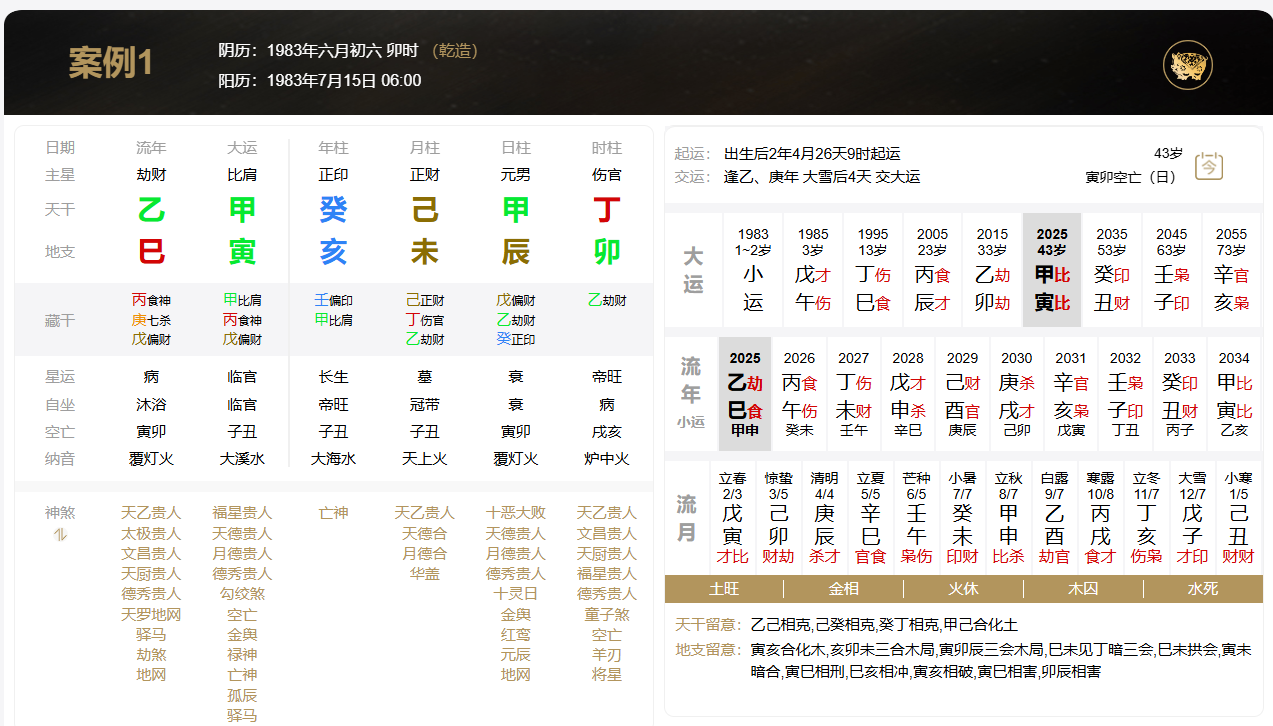 案例1
阴历：1983年六月初六 卯时 （乾造）
阳历：1983年7月15日 06:00
日期 流年 大运 年柱 月柱 日柱 时柱
主星 劫财 比肩 正印 正财 元男 伤官
天干 乙 甲 癸 己 甲 丁
地支 巳 寅 亥 未 辰 卯
藏干
丙食神 甲比肩 壬偏印 己正财 戊偏财 乙劫财
庚七杀 丙食神 甲比肩 丁伤官 乙劫财
戊偏财 戊偏财 乙劫财 癸正印
星运 病 临官 长生 墓 衰 帝旺
自坐 沐浴 临官 帝旺 冠带 衰 病
空亡 寅卯 子丑 子丑 子丑 寅卯 戌亥
纳音 覆灯火 大溪水 大海水 天上火 覆灯火 炉中火
神煞 天乙贵人 福星贵人 亡神 天乙贵人 十恶大败 天乙贵人
太极贵人 天德贵人 天德合 天德贵人 文昌贵人
文昌贵人 月德贵人 月德合 月德贵人 天厨贵人
天厨贵人 德秀贵人 华盖 德秀贵人 福星贵人
德秀贵人 勾绞煞 十灵日 德秀贵人
天罗地网 空亡 金舆 童子煞
驿马 金舆 红鸾 空亡
劫煞 禄神 元辰 羊刃
地网 亡神 地网 将星
孤辰
驿马
起运： 出生后2年4月26天9时起运 43岁
交运： 逢乙、庚年 大雪后4天 交大运 寅卯空亡（日） 今
大运
1983 1985 1995 2005 2015 2025 2035 2045 2055
1~2岁 3岁 13岁 23岁 33岁 43岁 53岁 63岁 73岁
小 戊才 丁伤 丙食 乙劫 甲比 癸印 壬枭 辛官
运 午伤 巳食 辰才 卯劫 寅比 丑财 子印 亥枭
流年
小运
2025 2026 2027 2028 2029 2030 2031 2032 2033 2034
乙劫 丙食 丁伤 戊才 己财 庚杀 辛官 壬枭 癸印 甲比
巳食 午伤 未财 申杀 酉官 戌才 亥枭 子印 丑财 寅比
甲申 癸未 壬午 辛巳 庚辰 己卯 戊寅 丁丑 丙子 乙亥
流月
立春 惊蛰 清明 立夏 芒种 小暑 立秋 白露 寒露 立冬 大雪 小寒
2/3 3/5 4/4 5/5 6/5 7/7 8/7 9/7 10/8 11/7 12/7 1/5
戊 己 庚 辛 壬 癸 甲 乙 丙 丁 戊 己
寅 卯 辰 巳 午 未 申 酉 戌 亥 子 丑
才比 财劫 杀才 官食 枭伤 印财 比杀 劫官 食才 伤枭 才印 财财
土旺 金相 火休 木囚 水死
天干留意： 乙己相克,己癸相克,癸丁相克,甲己合化土
地支留意： 寅亥合化木,亥卯未三合木局,寅卯辰三会木局,巳未见丁暗三会,巳未拱会,寅未
暗合,寅巳相刑,巳亥相冲,寅亥相破,寅巳相害,卯辰相害